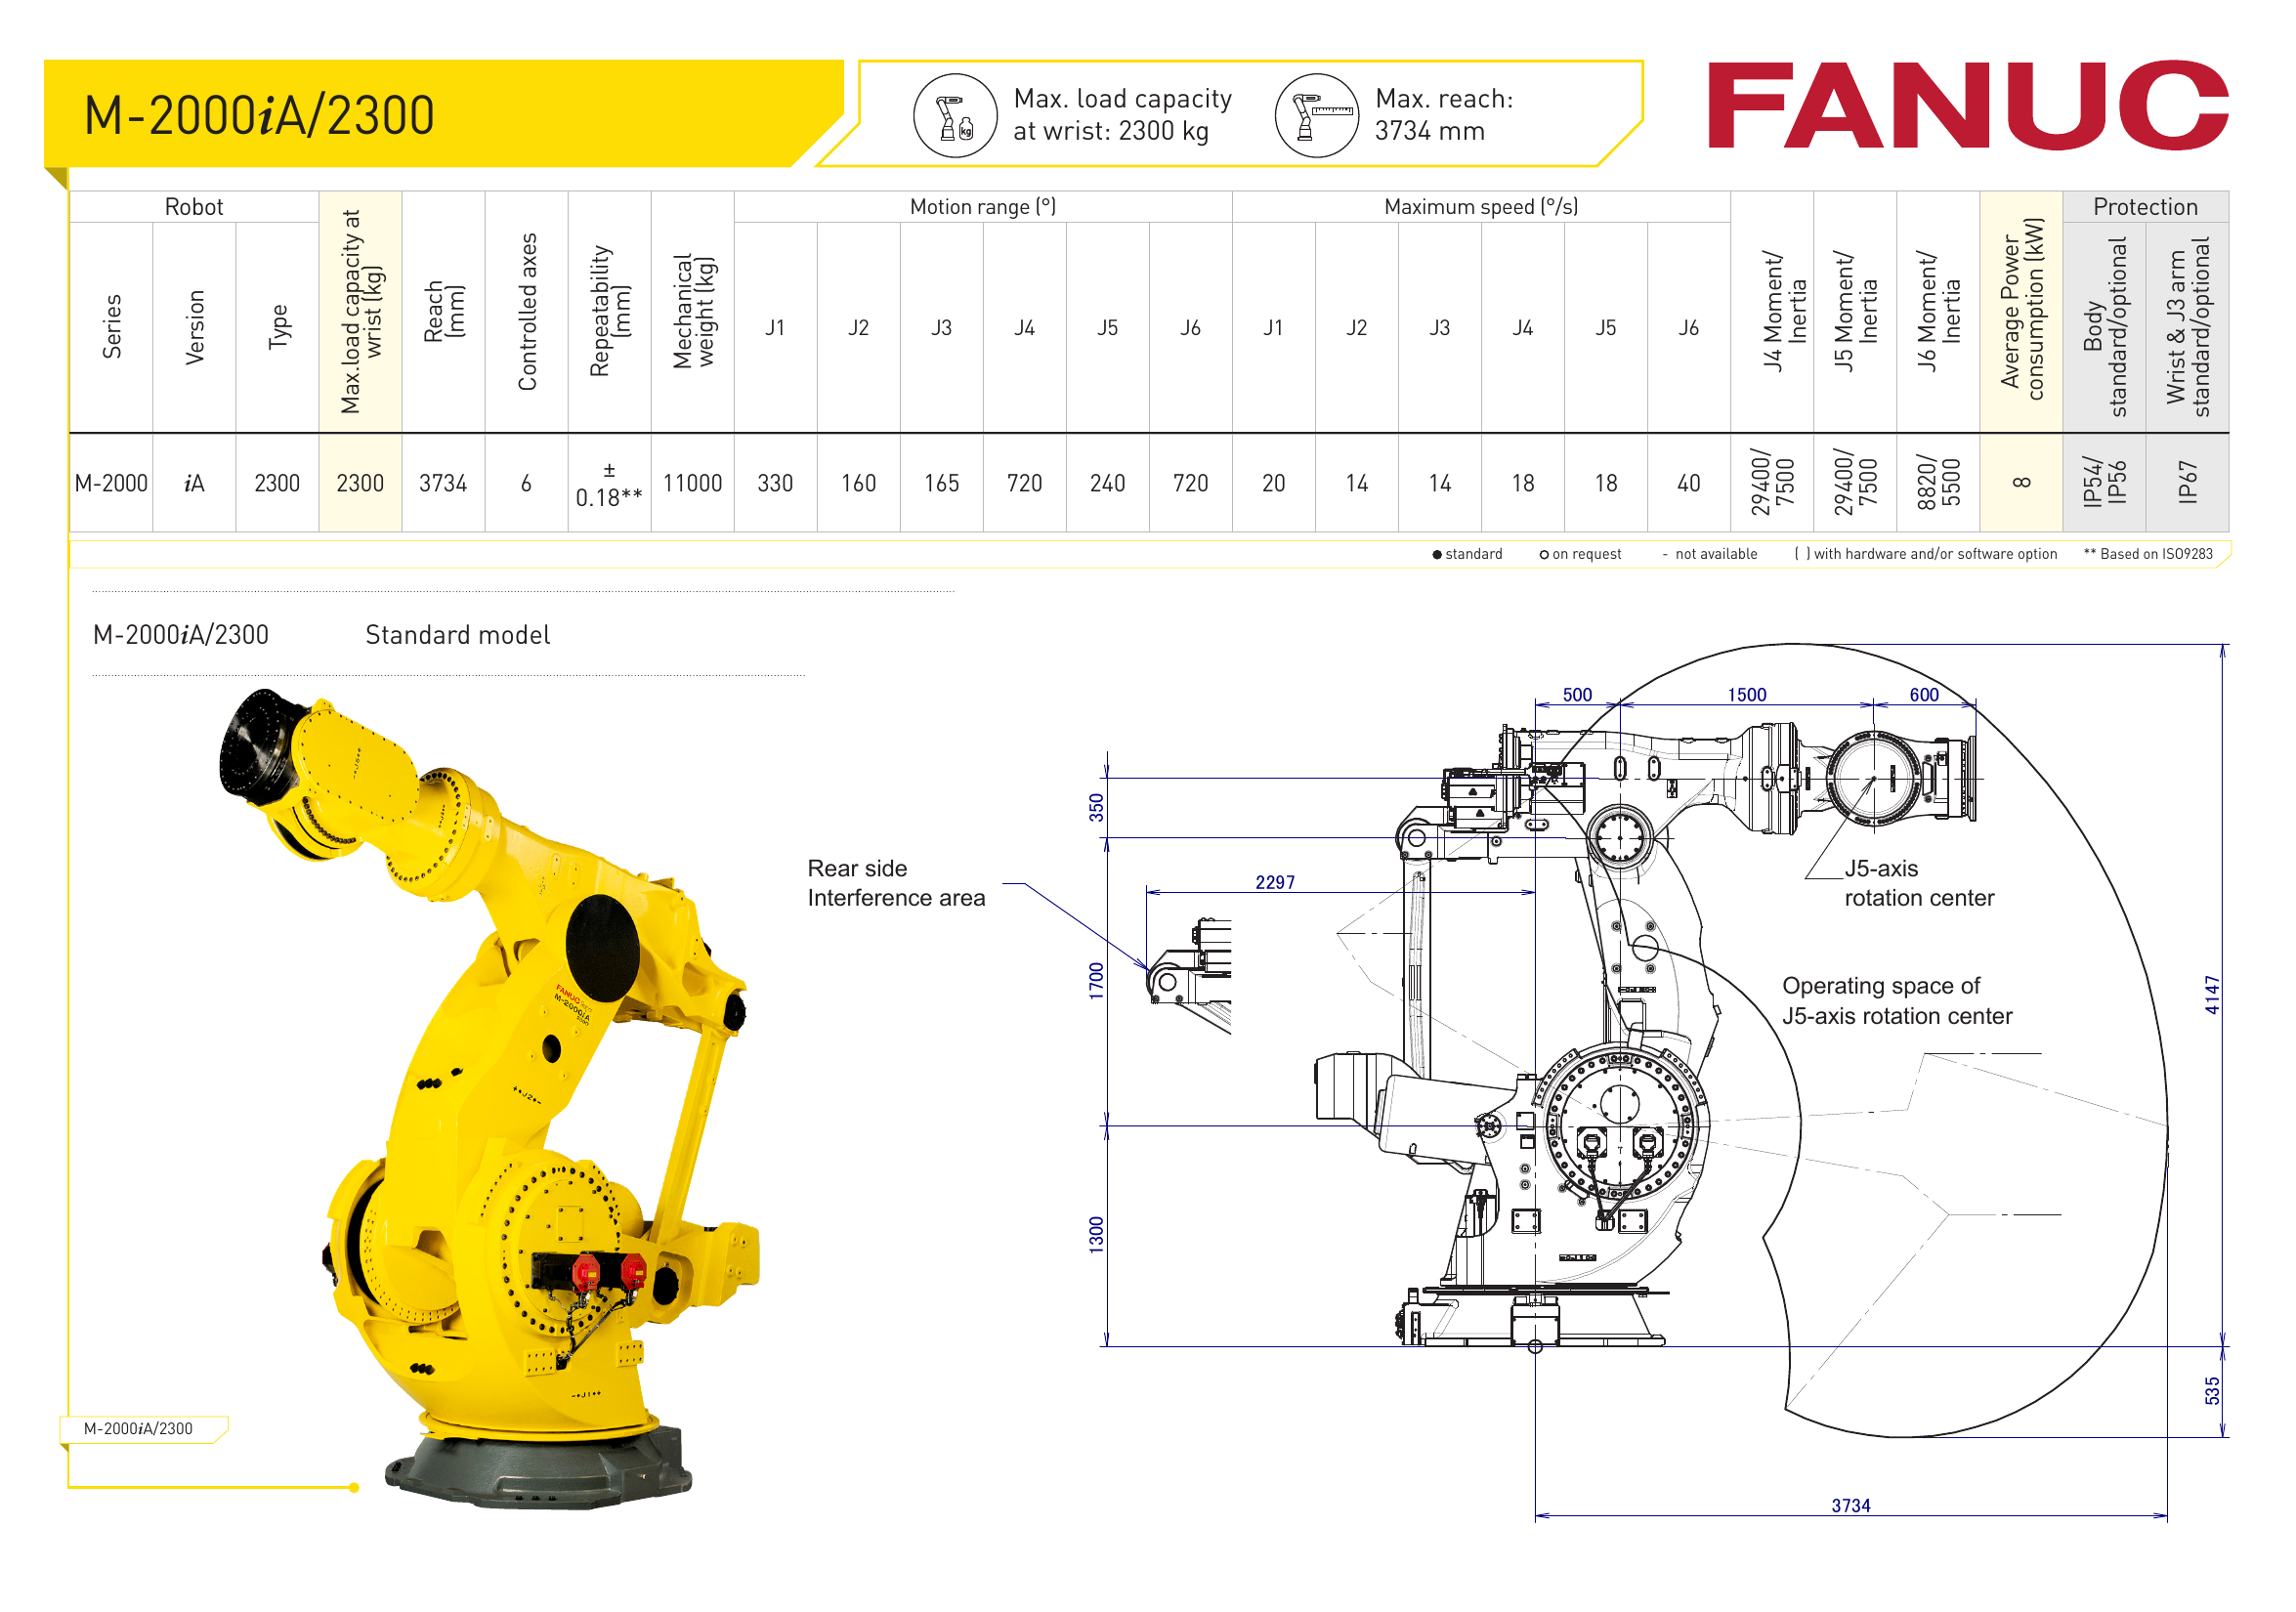 M-2000iA/2300
Max. load capacity
at wrist: 2300 kg
Max. reach:
3734 mm
FANUC
kg
Robot
Series
Version
Type
Max.load capacity at
wrist (kg)
Reach
(mm)
Controlled axes
Repeatability
(mm)
Mechanical
weight (kg)
Motion range (°)
J1 J2 J3 J4 J5 J6
Maximum speed (°/s)
J1 J2 J3 J4 J5 J6
J4 Moment/
Inertia
J5 Moment/
Inertia
J6 Moment/
Inertia
Average Power
consumption (kW)
Protection
Body
standard/optional
Wrist & J3 arm
standard/optional
M-2000 iA 2300 2300 3734 6 ± 0.18** 11000 330 160 165 720 240 720 20 14 14 18 18 40 29400/ 7500 29400/ 7500 8820/ 5500 8 IP54/ IP56 IP67
● standard ○ on request - not available ( ) with hardware and/or software option ** Based on ISO9283
M-2000iA/2300 Standard model
500
1500
600
350
Rear side
Interference area
2297
J5-axis
rotation center
1700
Operating space of
J5-axis rotation center
4147
1300
535
3734
FANUC
M-2000iA
J2
J1
M-2000iA/2300